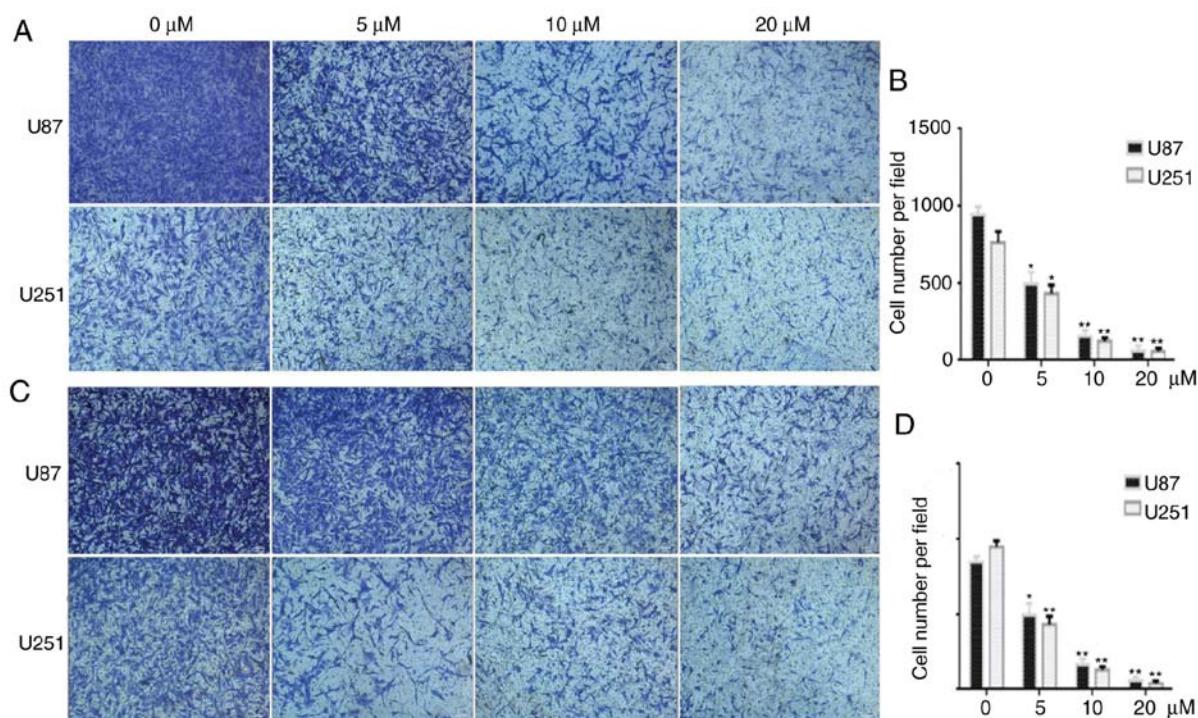 A
0 μM 5 μM 10 μM 20 μM
U87
U251
B
Cell number per field
1500
1000
500
0
U87
U251
* *
** **
** **
0 5 10 20 μM
C
U87
U251
D
Cell number per field
U87
U251
* **
** **
** **
0 5 10 20 μM